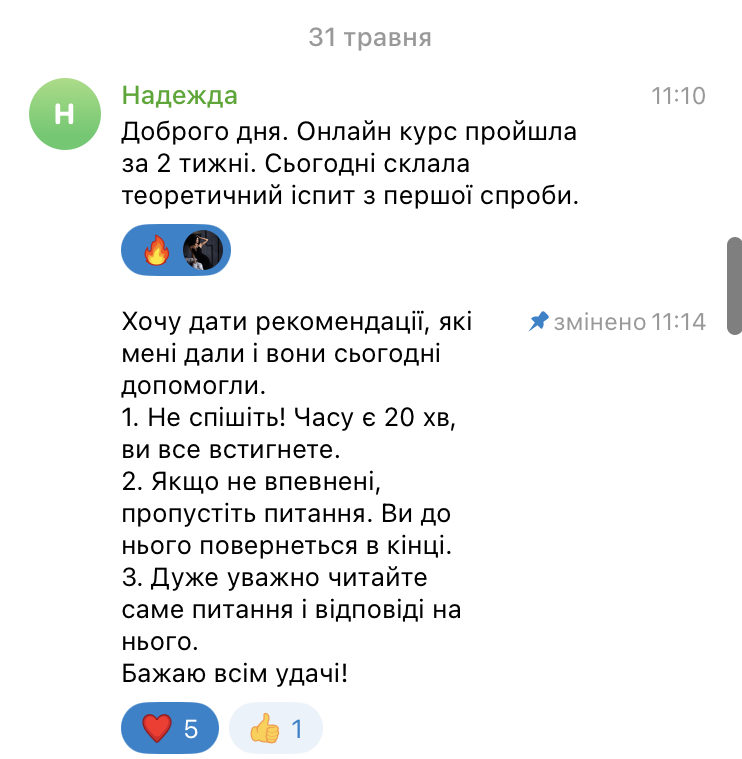 31 травня
Н
Надежда 11:10
Доброго дня. Онлайн курс пройшла
за 2 тижні. Сьогодні склала
теоретичний іспит з першої спроби.
Хочу дати рекомендації, які змінено 11:14
мені дали і вони сьогодні
допомогли.
1. Не спішіть! Часу є 20 хв,
ви все встигнете.
2. Якщо не впевнені,
пропустіть питання. Ви до
нього повернеться в кінці.
3. Дуже уважно читайте
саме питання і відповіді на
нього.
Бажаю всім удачі!
5 1